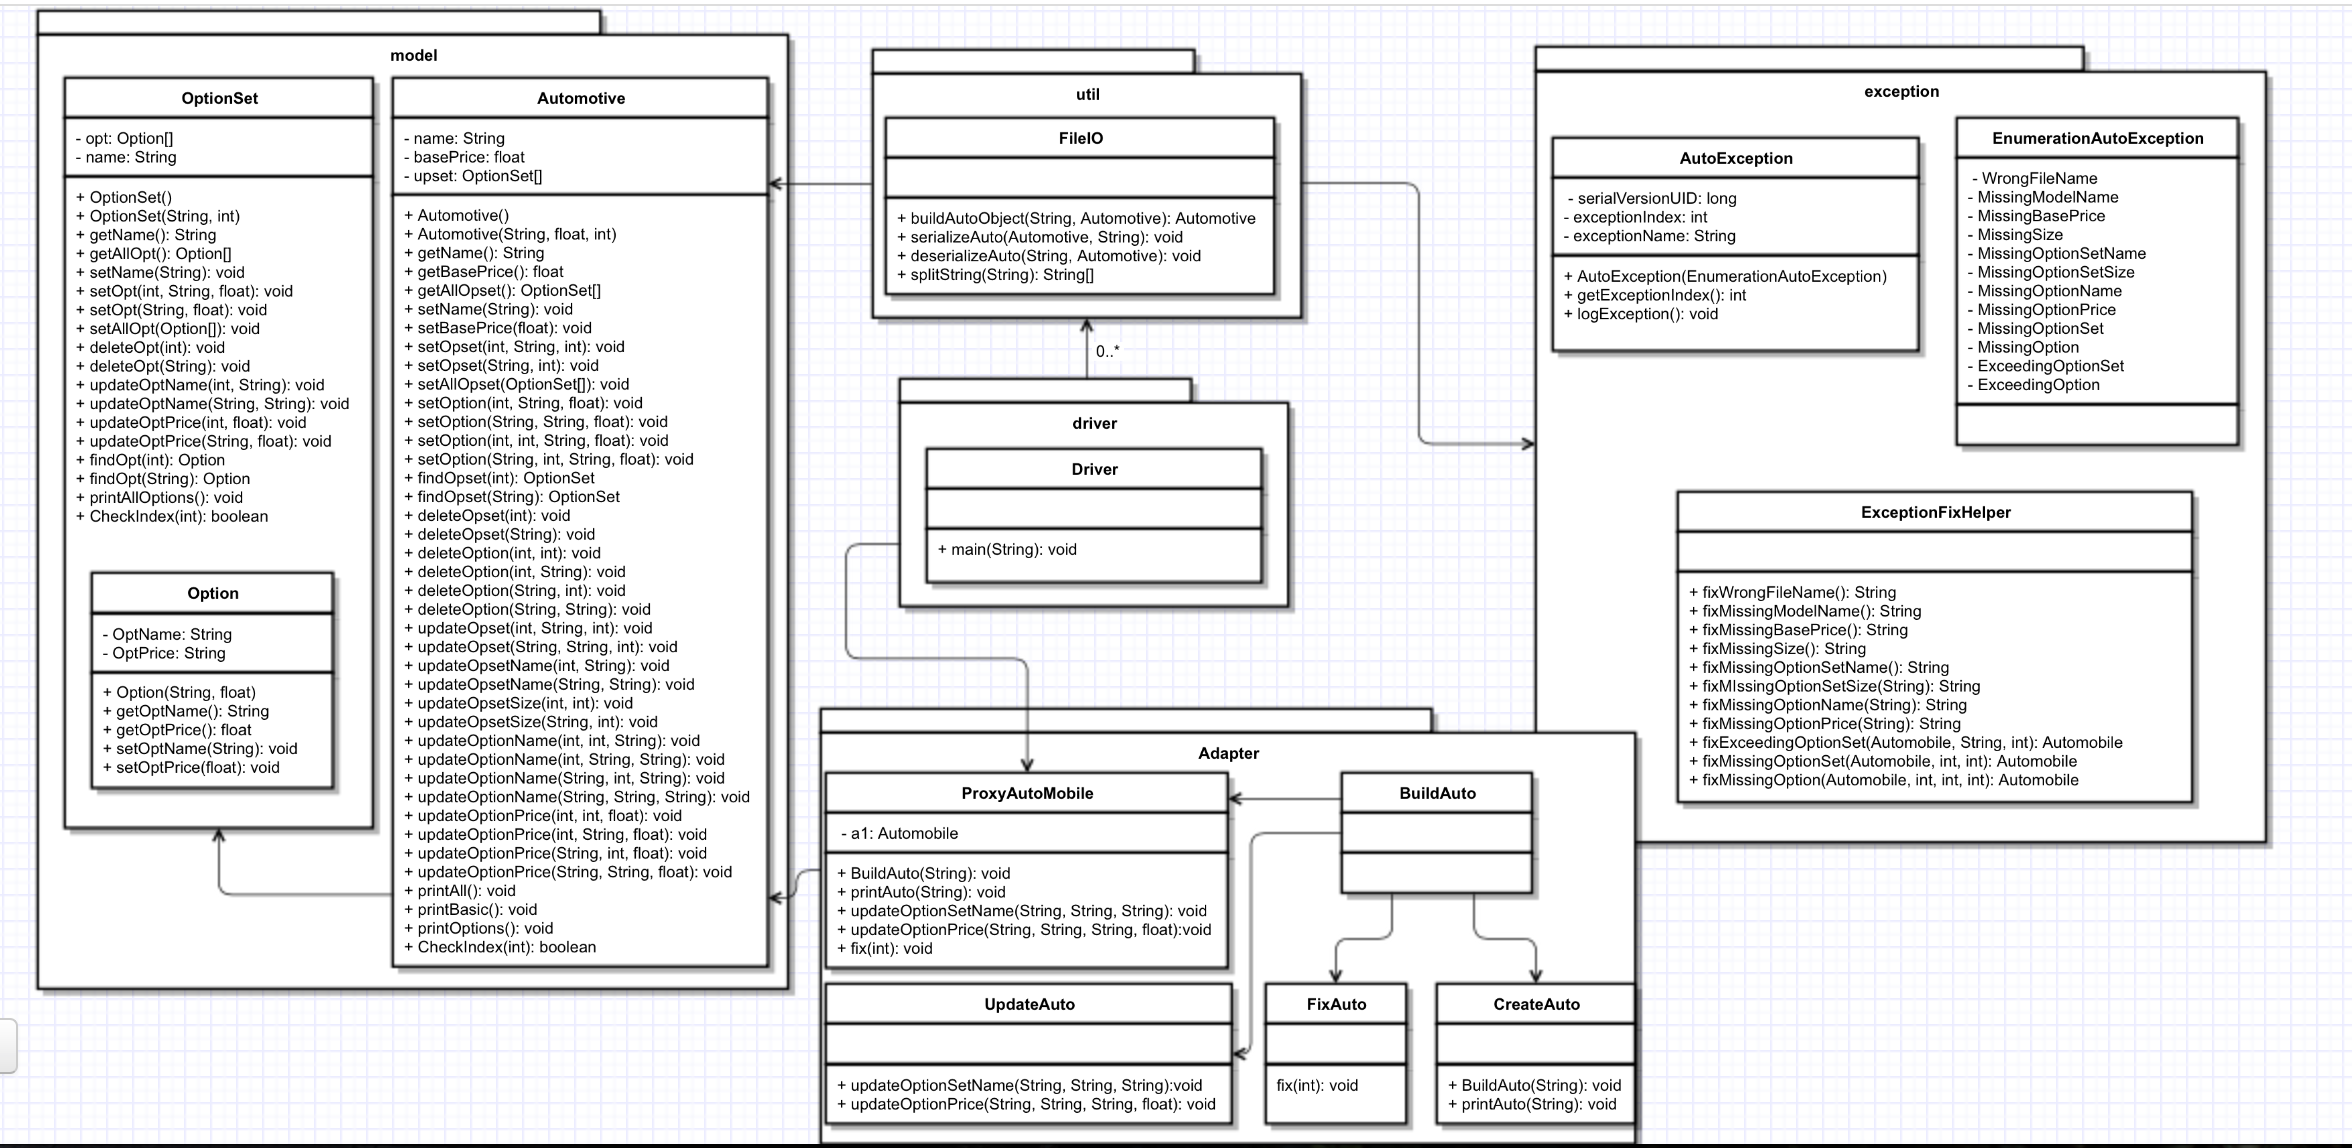 model
OptionSet
- opt: Option[]
- name: String
+ OptionSet()
+ OptionSet(String, int)
+ getName(): String
+ getAllOpt(): Option[]
+ setName(String): void
+ setOpt(int, String, float): void
+ setOpt(String, float): void
+ setAllOpt(Option[]): void
+ deleteOpt(int): void
+ deleteOpt(String): void
+ updateOptName(int, String): void
+ updateOptName(String, String): void
+ updateOptPrice(int, float): void
+ updateOptPrice(String, float): void
+ findOpt(int): Option
+ findOpt(String): Option
+ printAllOptions(): void
+ CheckIndex(int): boolean
Option
- OptName: String
- OptPrice: String
+ Option(String, float)
+ getOptName(): String
+ getOptPrice(): float
+ setOptName(String): void
+ setOptPrice(float): void
Automotive
- name: String
- basePrice: float
- upset: OptionSet[]
+ Automotive()
+ Automotive(String, float, int)
+ getName(): String
+ getBasePrice(): float
+ getAllOpset(): OptionSet[]
+ setName(String): void
+ setBasePrice(float): void
+ setOpset(int, String, int): void
+ setOpset(String, int): void
+ setAllOpset(OptionSet[]): void
+ setOption(int, String, float): void
+ setOption(String, String, float): void
+ setOption(int, int, String, float): void
+ setOption(String, int, String, float): void
+ findOpset(int): OptionSet
+ findOpset(String): OptionSet
+ deleteOpset(int): void
+ deleteOpset(String): void
+ deleteOption(int, int): void
+ deleteOption(int, String): void
+ deleteOption(String, int): void
+ deleteOption(String, String): void
+ updateOpset(int, String, int): void
+ updateOpset(String, String, int): void
+ updateOpsetName(int, String): void
+ updateOpsetName(String, String): void
+ updateOpsetSize(int, int): void
+ updateOpsetSize(String, int): void
+ updateOptionName(int, int, String): void
+ updateOptionName(int, String, String): void
+ updateOptionName(String, int, String): void
+ updateOptionName(String, String, String): void
+ updateOptionPrice(int, int, float): void
+ updateOptionPrice(int, String, float): void
+ updateOptionPrice(String, int, float): void
+ updateOptionPrice(String, String, float): void
+ printAll(): void
+ printBasic(): void
+ printOptions(): void
+ CheckIndex(int): boolean
util
FileIO
+ buildAutoObject(String, Automotive): Automotive
+ serializeAuto(Automotive, String): void
+ deserializeAuto(String, Automotive): void
+ splitString(String): String[]
0..*
driver
Driver
+ main(String): void
exception
AutoException
- serialVersionUID: long
- exceptionIndex: int
- exceptionName: String
+ AutoException(EnumerationAutoException)
+ getExceptionIndex(): int
+ logException(): void
EnumerationAutoException
- WrongFileName
- MissingModelName
- MissingBasePrice
- MissingSize
- MissingOptionSetName
- MissingOptionSetSize
- MissingOptionName
- MissingOptionPrice
- MissingOptionSet
- MissingOption
- ExceedingOptionSet
- ExceedingOption
ExceptionFixHelper
+ fixWrongFileName(): String
+ fixMissingModelName(): String
+ fixMissingBasePrice(): String
+ fixMissingSize(): String
+ fixMissingOptionSetName(): String
+ fixMIssingOptionSetSize(String): String
+ fixMissingOptionName(String): String
+ fixMissingOptionPrice(String): String
+ fixExceedingOptionSet(Automobile, String, int): Automobile
+ fixMissingOptionSet(Automobile, int, int): Automobile
+ fixMissingOption(Automobile, int, int, int): Automobile
Adapter
ProxyAutoMobile
- a1: Automobile
+ BuildAuto(String): void
+ printAuto(String): void
+ updateOptionSetName(String, String, String): void
+ updateOptionPrice(String, String, String, float):void
+ fix(int): void
BuildAuto
UpdateAuto
+ updateOptionSetName(String, String, String):void
+ updateOptionPrice(String, String, String, float): void
FixAuto
fix(int): void
CreateAuto
+ BuildAuto(String): void
+ printAuto(String): void